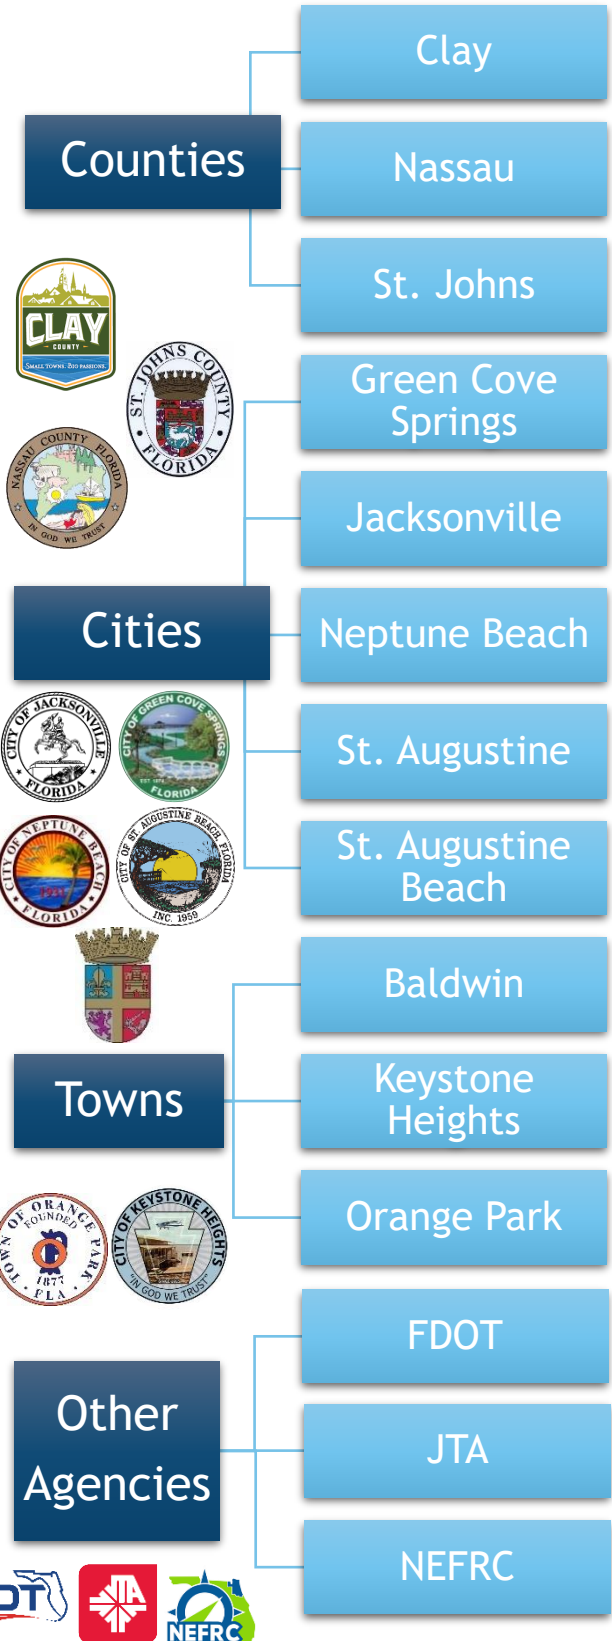 Clay
Counties
Nassau
St. Johns
CLAY
COUNTY
SMALL TOWNS. BIG PASSIONS.
ST. JOHNS COUNTY
FLORIDA
NASSAU COUNTY FLORIDA
IN GOD WE TRUST
Green Cove
Springs
Jacksonville
Cities
Neptune Beach
St. Augustine
St. Augustine
Beach
CITY OF JACKSONVILLE
FLORIDA
CITY OF GREEN COVE SPRINGS
FLORIDA
CITY OF NEPTUNE BEACH
1931
FLORIDA
CITY OF ST. AUGUSTINE BEACH, FLORIDA
INC. 1959
Baldwin
Towns
Keystone
Heights
Orange Park
TOWN OF ORANGE PARK
FOUNDED
1877
FLA
CITY OF KEYSTONE HEIGHTS
"IN GOD WE TRUST"
FDOT
Other
Agencies
JTA
NEFRC
OT
JTA
NEFRC